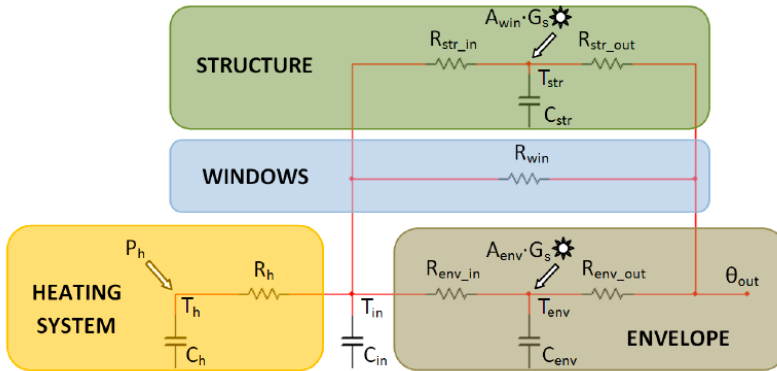 A_win·G_s
R_str_in
R_str_out
STRUCTURE
T_str
C_str
R_win
WINDOWS
P_h
A_env·G_s
R_h
R_env_in
R_env_out
θ_out
HEATING
SYSTEM
T_h
T_in
T_env
C_h
C_in
C_env
ENVELOPE